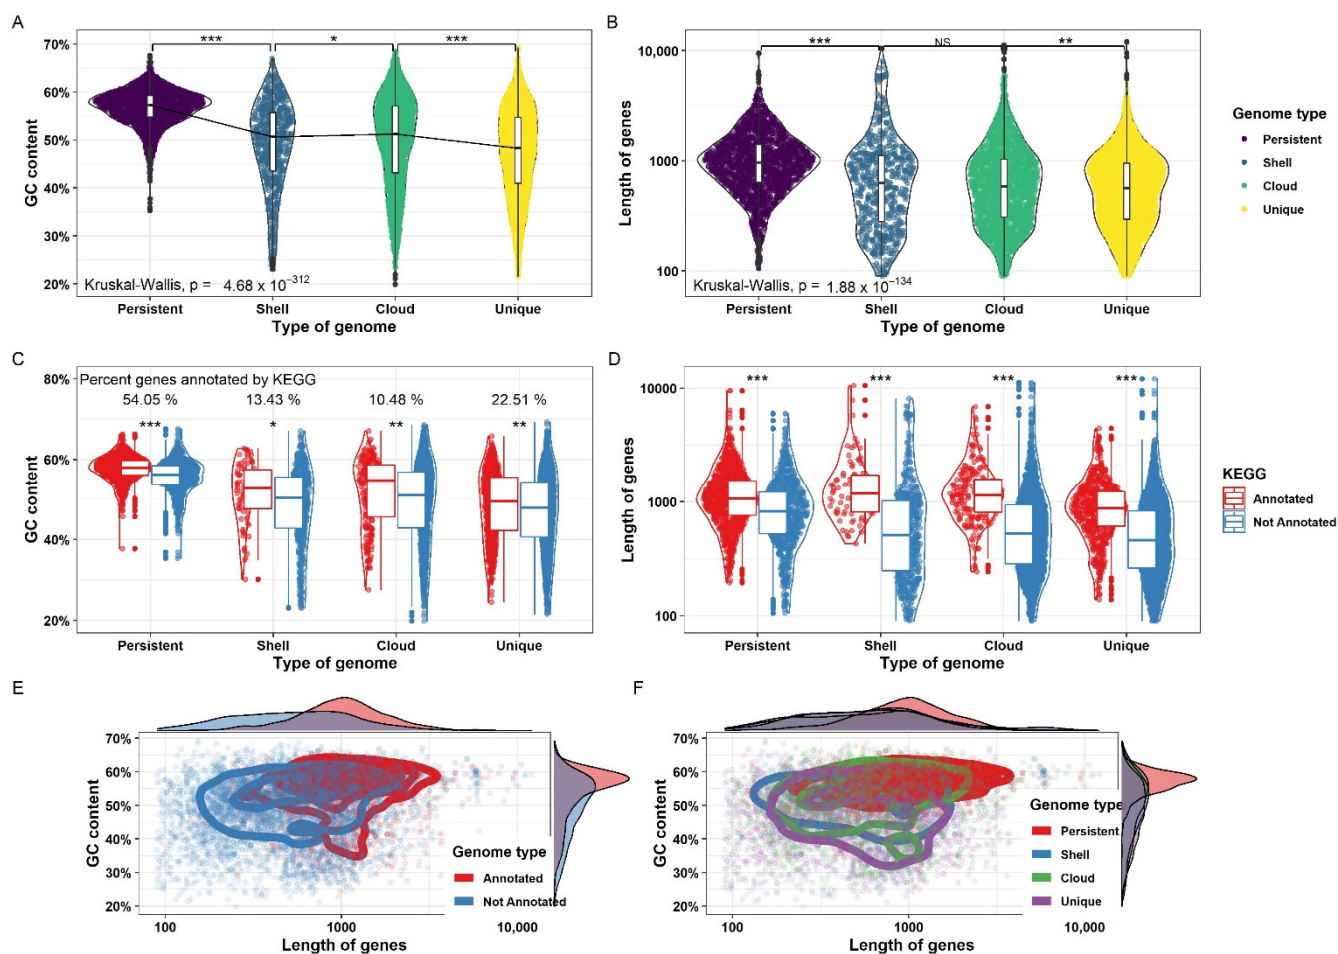 A
70%
60%
50%
40%
30%
20%
GC content
***
*
***
Kruskal-Wallis, p = 4.68 x 10⁻³¹²
Persistent
Shell
Cloud
Unique
Type of genome
B
10,000
1000
100
Length of genes
***
NS
**
Kruskal-Wallis, p = 1.88 x 10⁻¹³⁴
Persistent
Shell
Cloud
Unique
Type of genome
Genome type
Persistent
Shell
Cloud
Unique
C
80%
60%
40%
20%
GC content
Percent genes annotated by KEGG
54.05 %
13.43 %
10.48 %
22.51 %
***
*
**
**
Persistent
Shell
Cloud
Unique
Type of genome
D
10000
1000
100
Length of genes
***
***
***
***
Persistent
Shell
Cloud
Unique
Type of genome
KEGG
Annotated
Not Annotated
E
70%
60%
50%
40%
30%
20%
GC content
100
1000
10,000
Length of genes
Genome type
Annotated
Not Annotated
F
70%
60%
50%
40%
30%
20%
GC content
100
1000
10,000
Length of genes
Genome type
Persistent
Shell
Cloud
Unique